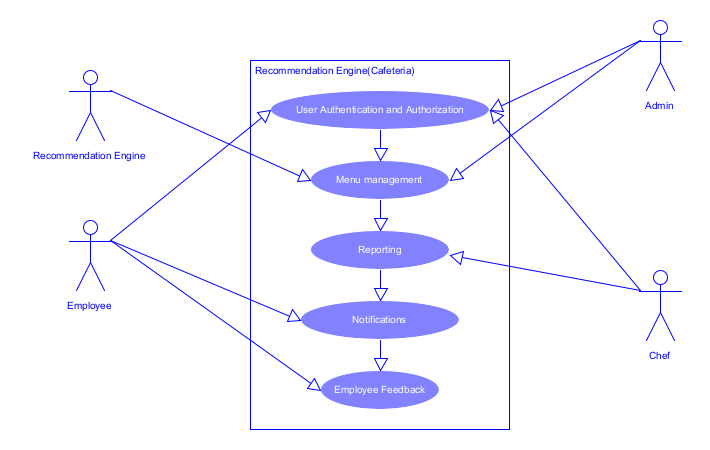 Admin
Recommendation Engine(Cafeteria)
User Authentication and Authorization
Recommendation Engine
Menu management
Reporting
Employee
Notifications
Chef
Employee Feedback